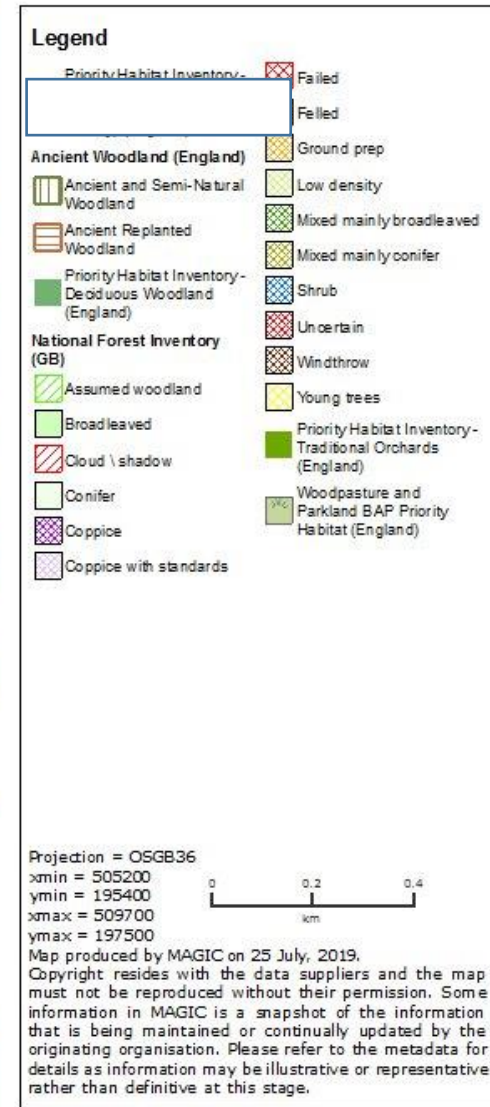 Legend
Priority Habitat Inventory -
Ancient Woodland (England)
Ancient and Semi-Natural
Woodland
Ancient Replanted
Woodland
Priority Habitat Inventory -
Deciduous Woodland
(England)
National Forest Inventory
(GB)
Assumed woodland
Broadleaved
Cloud \ shadow
Conifer
Coppice
Coppice with standards
Failed
Felled
Ground prep
Low density
Mixed mainly broadleaved
Mixed mainly conifer
Shrub
Uncertain
Windthrow
Young trees
Priority Habitat Inventory -
Traditional Orchards
(England)
Woodpasture and
Parkland BAP Priority
Habitat (England)
Projection = OSGB36
xmin = 505200
ymin = 195400
xmax = 509700
ymax = 197500
0 0.2 0.4
km
Map produced by MAGIC on 25 July, 2019.
Copyright resides with the data suppliers and the map
must not be reproduced without their permission. Some
information in MAGIC is a snapshot of the information
that is being maintained or continually updated by the
originating organisation. Please refer to the metadata for
details as information may be illustrative or representative
rather than definitive at this stage.